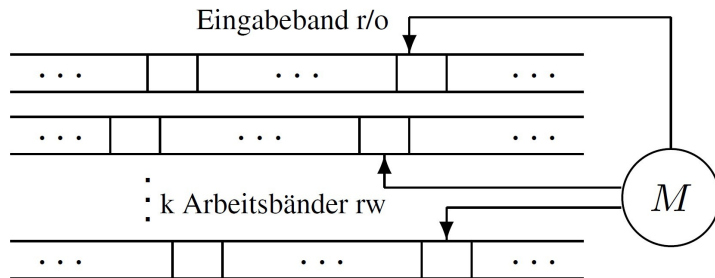 Eingabeband r/o
· · · · · · · · ·
· · · · · · · · ·
M
k Arbeitsbänder rw
· · · · · · · · ·